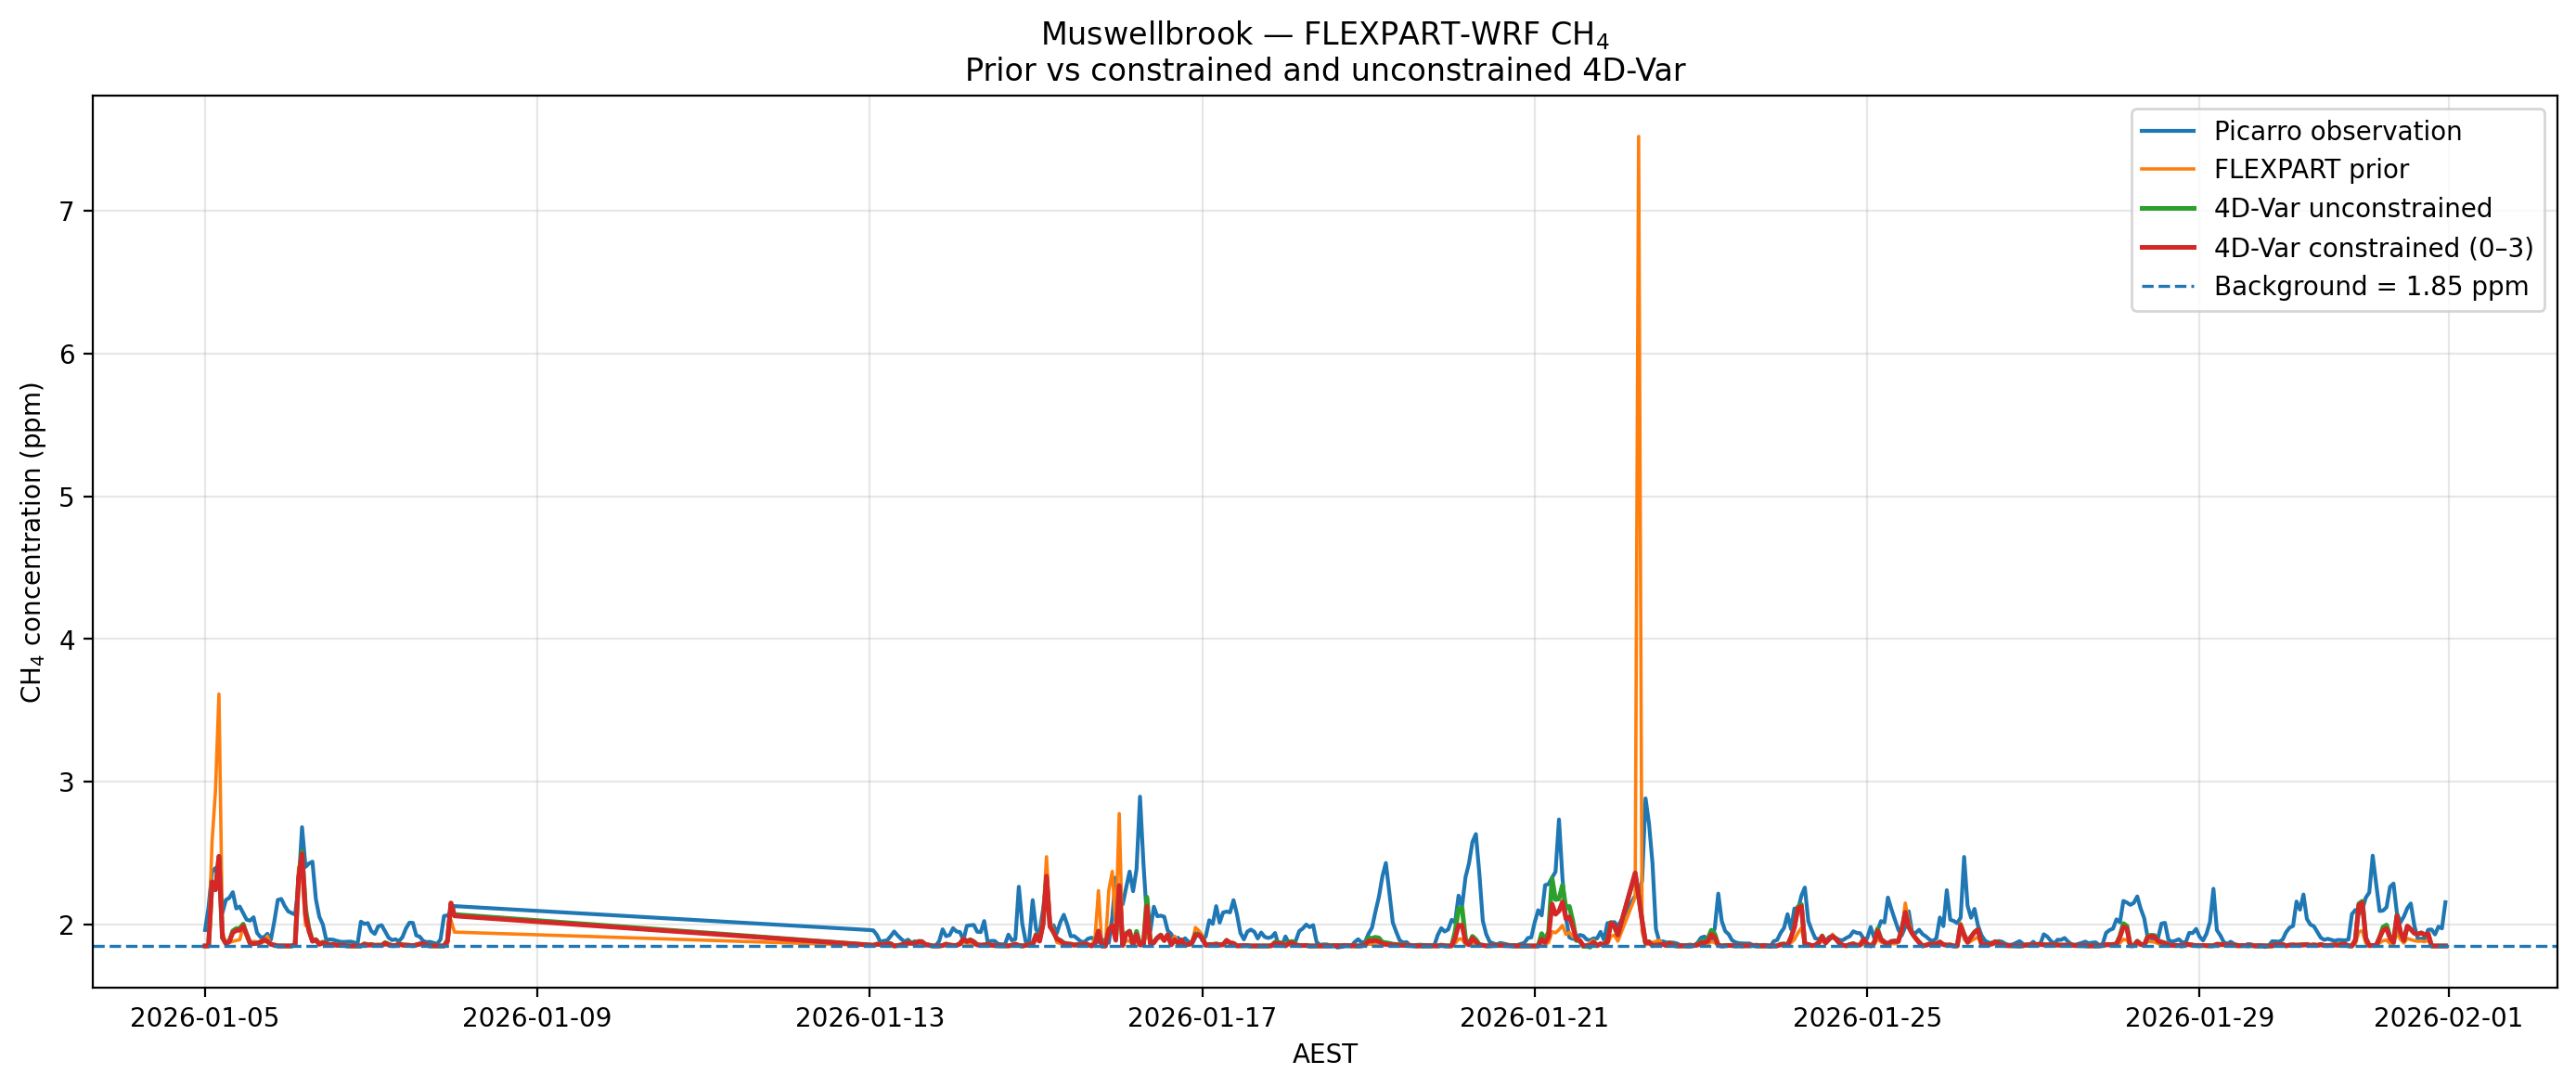 Muswellbrook — FLEXPART-WRF CH₄
Prior vs constrained and unconstrained 4D-Var
Picarro observation
FLEXPART prior
4D-Var unconstrained
4D-Var constrained (0–3)
Background = 1.85 ppm
CH₄ concentration (ppm)
7
6
5
4
3
2
2026-01-05
2026-01-09
2026-01-13
2026-01-17
2026-01-21
2026-01-25
2026-01-29
2026-02-01
AEST